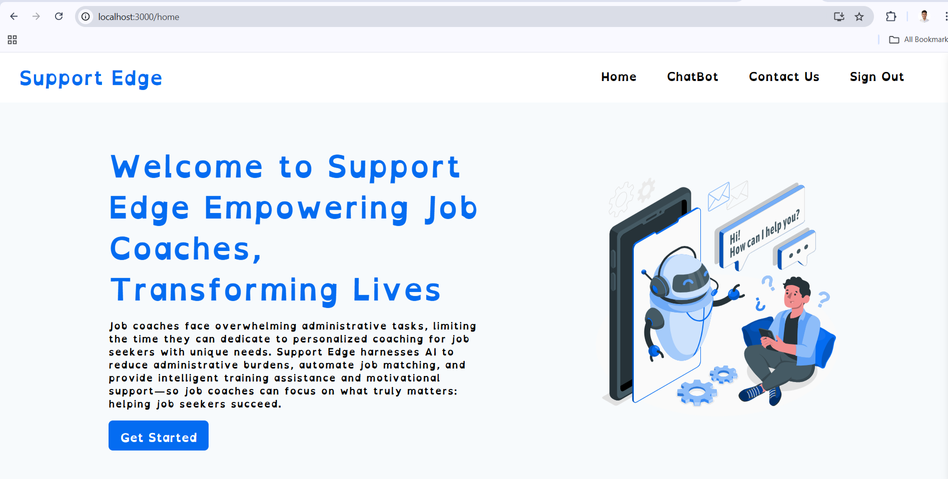 localhost:3000/home
All Bookmark
Support Edge
Home ChatBot Contact Us Sign Out
Welcome to Support
Edge Empowering Job
Coaches,
Transforming Lives
Hi!
How can I help you?
Job coaches face overwhelming administrative tasks, limiting
the time they can dedicate to personalized coaching for job
seekers with unique needs. Support Edge harnesses AI to
reduce administrative burdens, automate job matching, and
provide intelligent training assistance and motivational
support—so job coaches can focus on what truly matters:
helping job seekers succeed.
Get Started